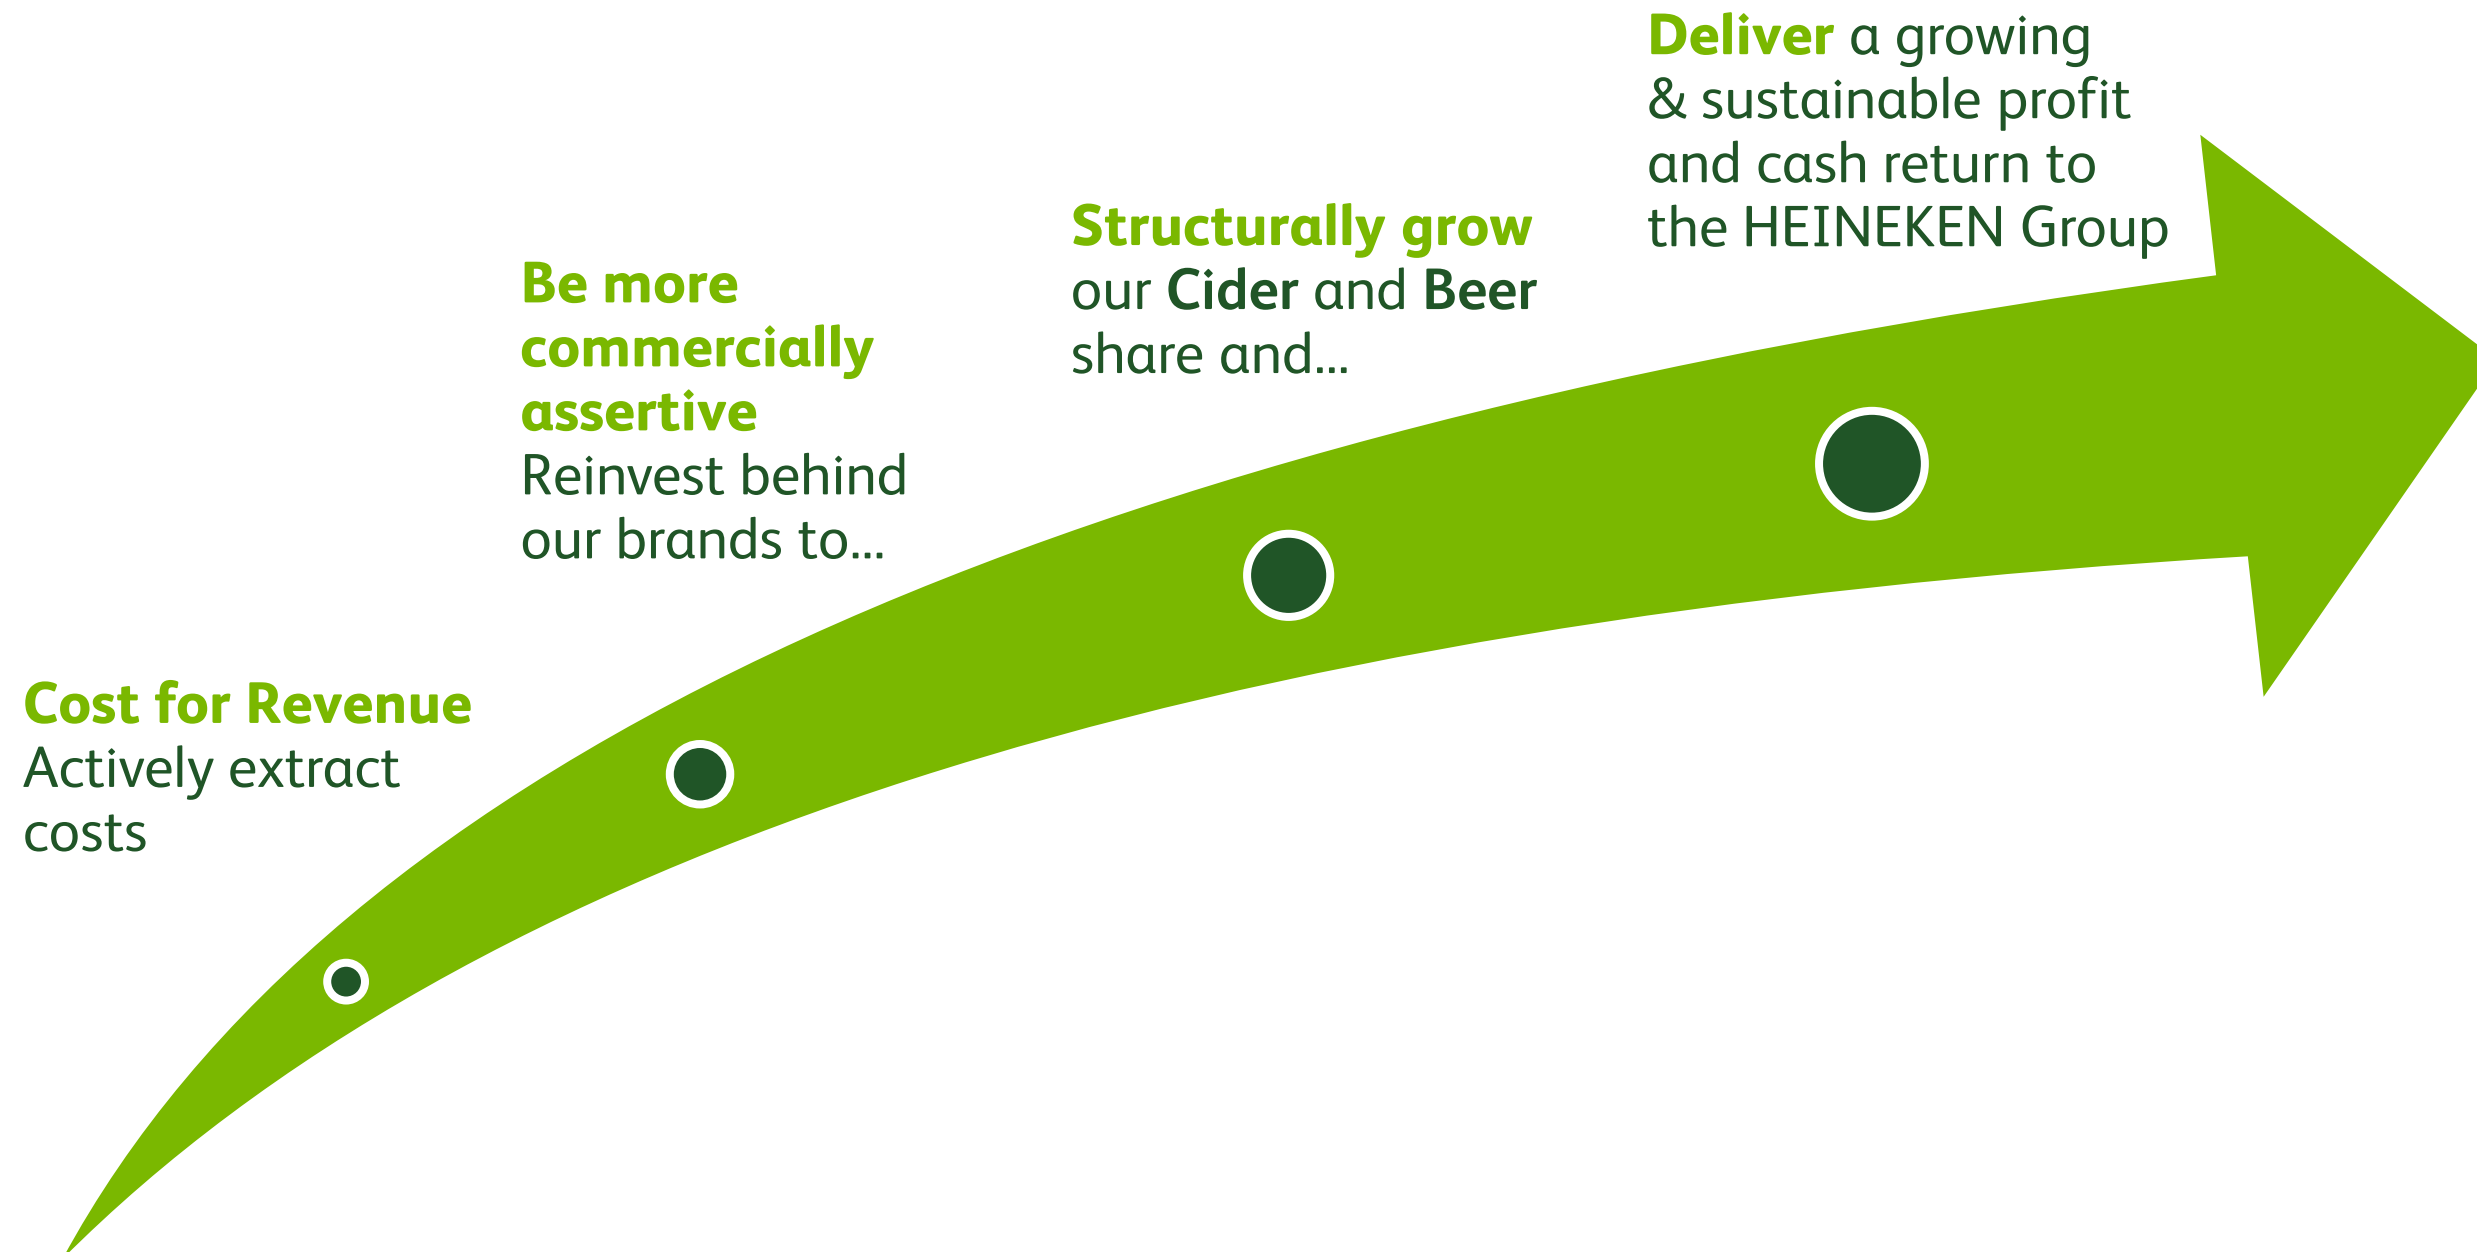 Cost for Revenue
Actively extract
costs
Be more
commercially
assertive
Reinvest behind
our brands to...
Structurally grow
our Cider and Beer
share and...
Deliver a growing
& sustainable profit
and cash return to
the HEINEKEN Group